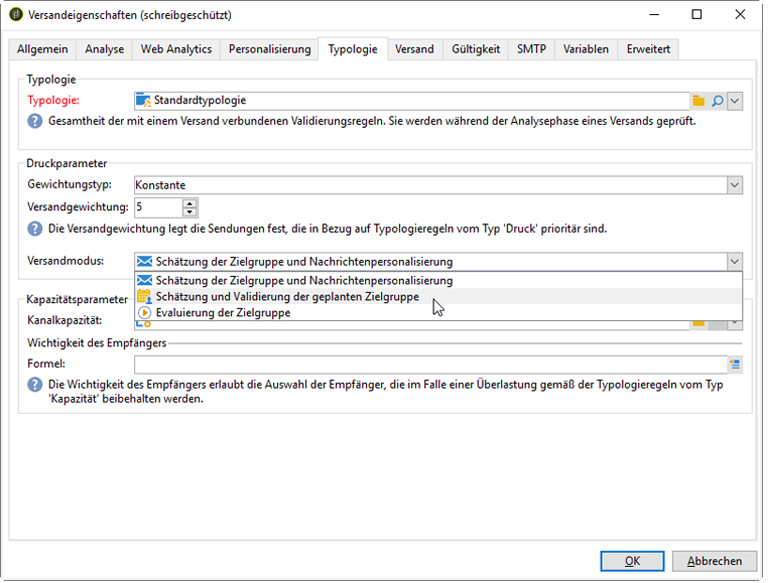 Versandeigenschaften (schreibgeschützt)
Allgemein Analyse Web Analytics Personalisierung Typologie Versand Gültigkeit SMTP Variablen Erweitert
Typologie
Typologie: Standardtypologie
Gesamtheit der mit einem Versand verbundenen Validierungsregeln. Sie werden während der Analysephase eines Versands geprüft.
Druckparameter
Gewichtungstyp: Konstante
Versandgewichtung: 5
Die Versandgewichtung legt die Sendungen fest, die in Bezug auf Typologieregeln vom Typ 'Druck' prioritär sind.
Versandmodus: Schätzung der Zielgruppe und Nachrichtenpersonalisierung
Schätzung der Zielgruppe und Nachrichtenpersonalisierung
Schätzung und Validierung der geplanten Zielgruppe
Kapazitätsparameter
Evaluierung der Zielgruppe
Kanalkapazität:
Wichtigkeit des Empfängers
Formel:
Die Wichtigkeit des Empfängers erlaubt die Auswahl der Empfänger, die im Falle einer Überlastung gemäß der Typologieregeln vom Typ
'Kapazität' beibehalten werden.
OK Abbrechen